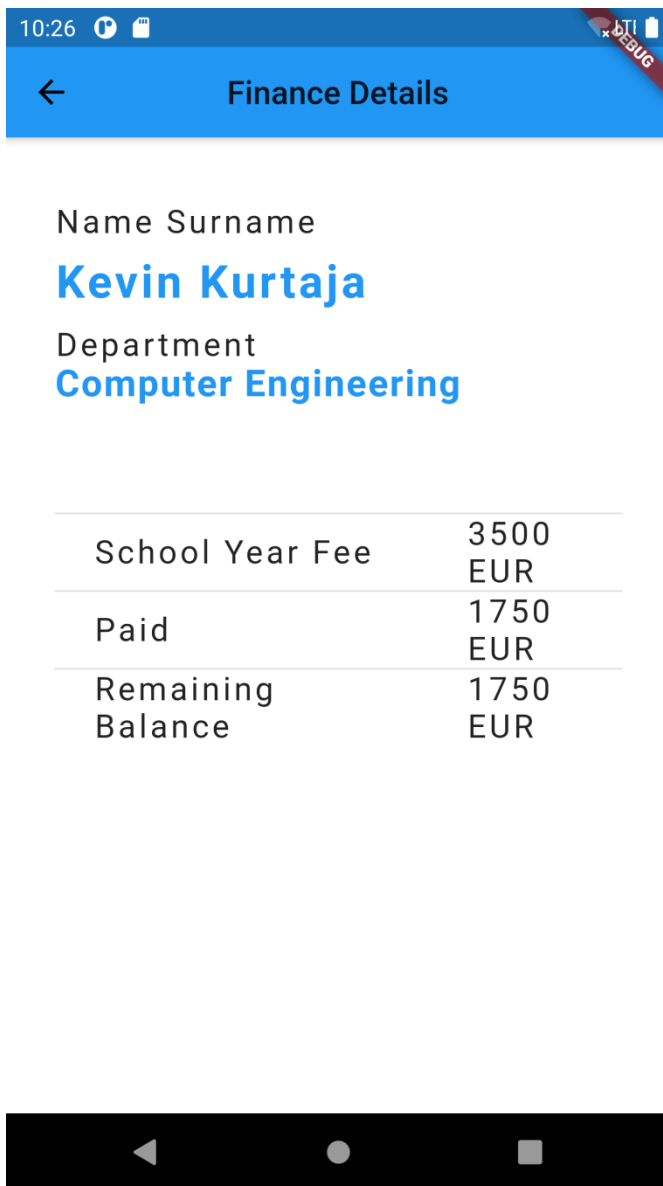 10:26
DEBUG
Finance Details
Name Surname
Kevin Kurtaja
Department
Computer Engineering
School Year Fee
3500
EUR
Paid
1750
EUR
Remaining
Balance
1750
EUR